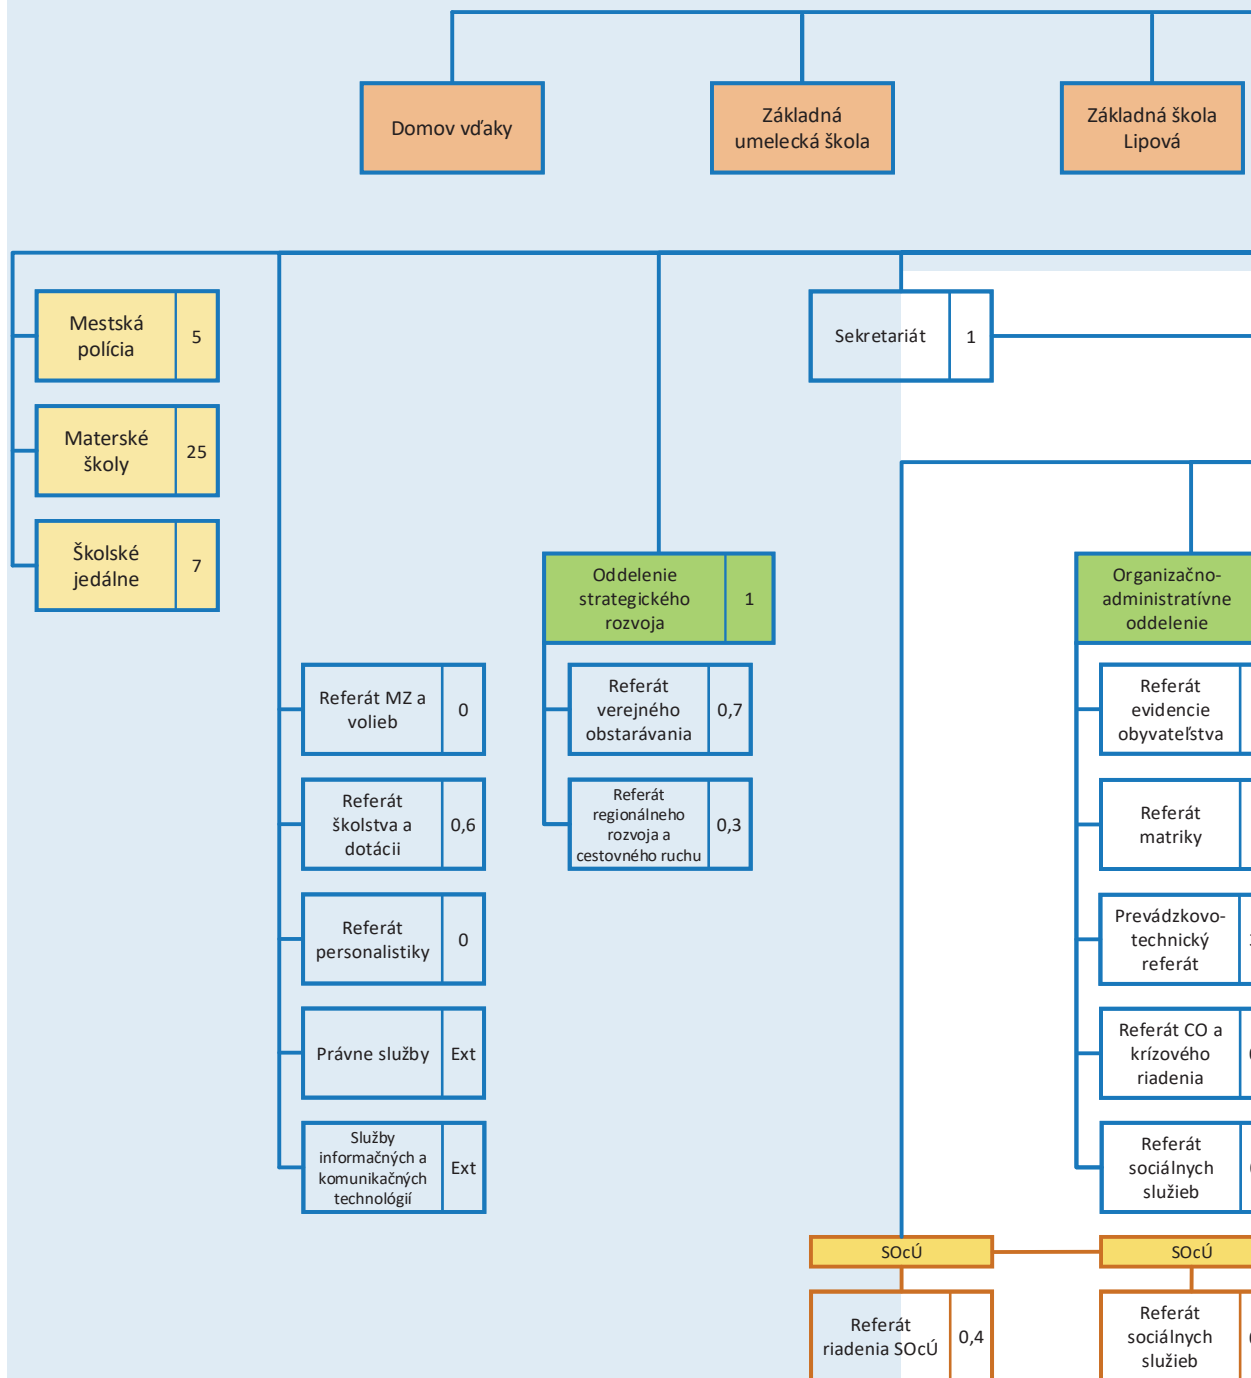 Domov vďaky
Základná
umelecká škola
Základná škola
Lipová
Mestská
polícia
5
Materské
školy
25
Školské
jedálne
7
Sekretariát
1
Oddelenie
strategického
rozvoja
1
Organizačno-
administratívne
oddelenie
Referát MZ a
volieb
0
Referát
školstva a
dotácii
0,6
Referát
personalistiky
0
Právne služby
Ext
Služby
informačných a
komunikačných
technológií
Ext
Referát
verejného
obstarávania
0,7
Referát
regionálneho
rozvoja a
cestovného ruchu
0,3
Referát
evidencie
obyvateľstva
Referát
matriky
Prevádzkovo-
technický
referát
Referát CO a
krízového
riadenia
Referát
sociálnych
služieb
SOcÚ
Referát
riadenia SOcÚ
0,4
SOcÚ
Referát
sociálnych
služieb